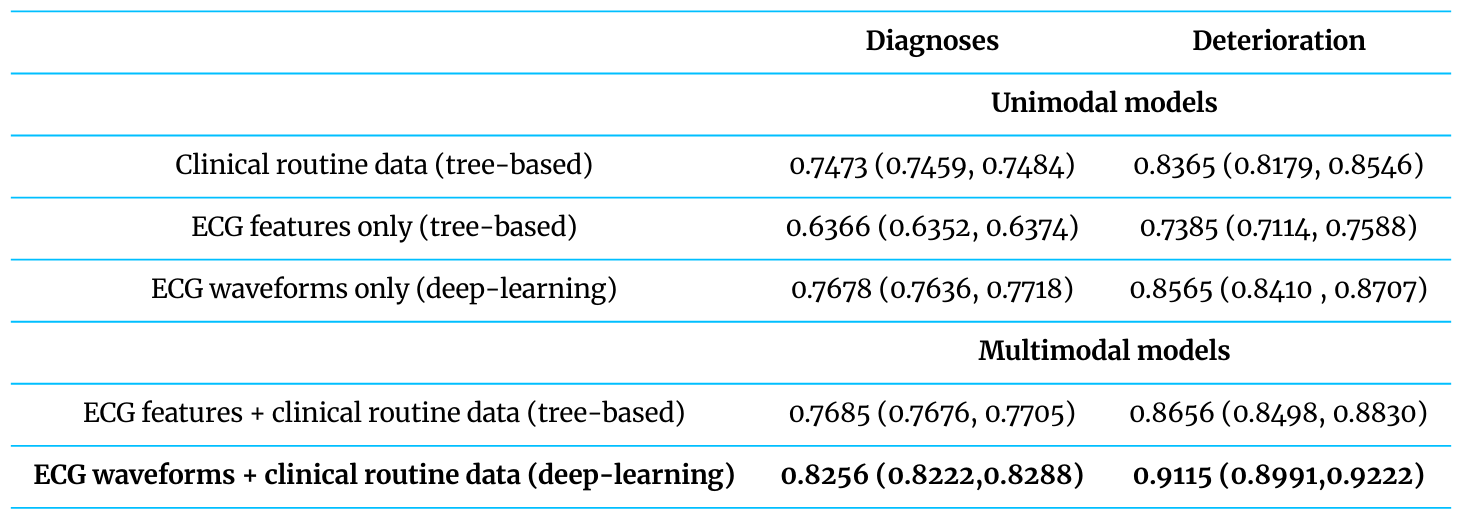 Diagnoses Deterioration
Unimodal models
Clinical routine data (tree-based) 0.7473 (0.7459, 0.7484) 0.8365 (0.8179, 0.8546)
ECG features only (tree-based) 0.6366 (0.6352, 0.6374) 0.7385 (0.7114, 0.7588)
ECG waveforms only (deep-learning) 0.7678 (0.7636, 0.7718) 0.8565 (0.8410 , 0.8707)
Multimodal models
ECG features + clinical routine data (tree-based) 0.7685 (0.7676, 0.7705) 0.8656 (0.8498, 0.8830)
ECG waveforms + clinical routine data (deep-learning) 0.8256 (0.8222,0.8288) 0.9115 (0.8991,0.9222)